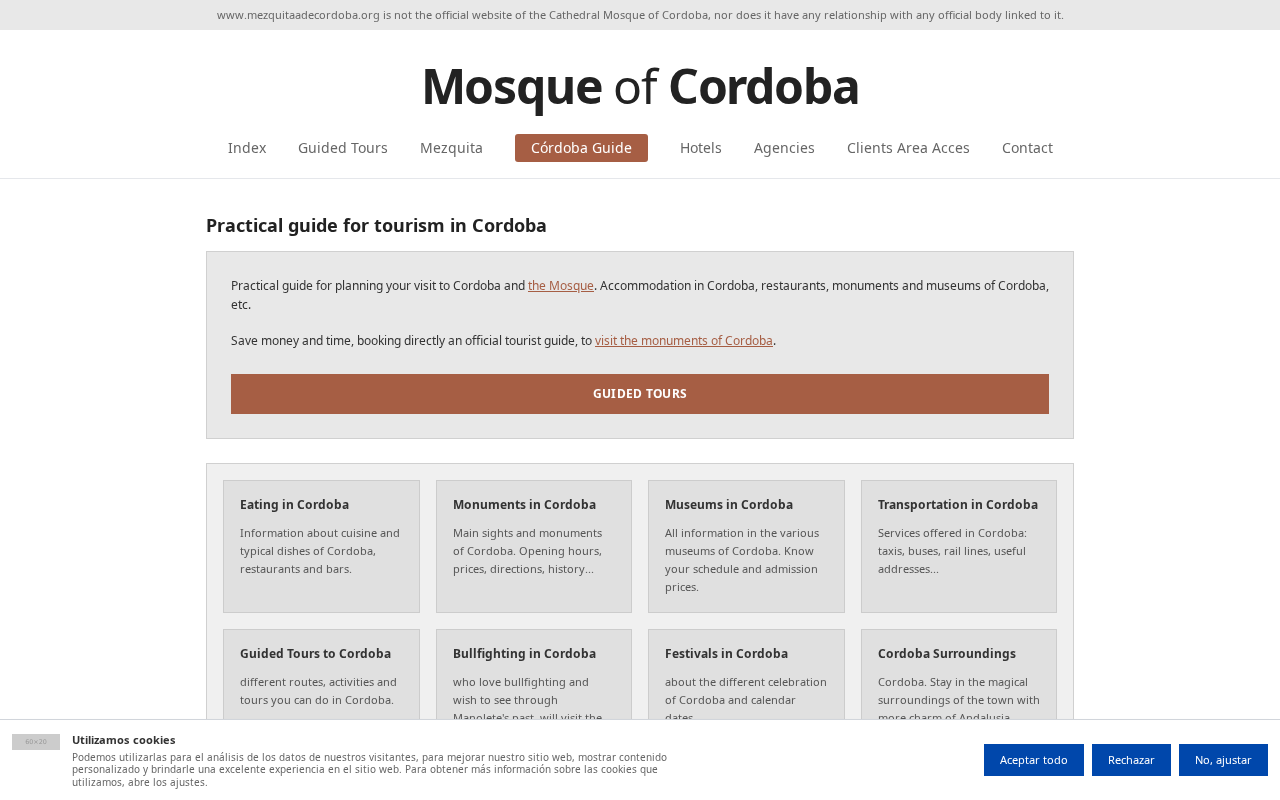 www.mezquitaadecordoba.org is not the official website of the Cathedral Mosque of Cordoba, nor does it have any relationship with any official body linked to it.
Mosque of Cordoba
Index Guided Tours Mezquita Córdoba Guide Hotels Agencies Clients Area Acces Contact
Practical guide for tourism in Cordoba
Practical guide for planning your visit to Cordoba and the Mosque. Accommodation in Cordoba, restaurants, monuments and museums of Cordoba,
etc.
Save money and time, booking directly an official tourist guide, to visit the monuments of Cordoba.
GUIDED TOURS
Eating in Cordoba
Information about cuisine and
typical dishes of Cordoba,
restaurants and bars.
Monuments in Cordoba
Main sights and monuments
of Cordoba. Opening hours,
prices, directions, history...
Museums in Cordoba
All information in the various
museums of Cordoba. Know
your schedule and admission
prices.
Transportation in Cordoba
Services offered in Cordoba:
taxis, buses, rail lines, useful
addresses...
Guided Tours to Cordoba
different routes, activities and
tours you can do in Cordoba.
Bullfighting in Cordoba
who love bullfighting and
wish to see through
Manolete's past, will visit the
Festivals in Cordoba
about the different celebration
of Cordoba and calendar
dates
Cordoba Surroundings
Cordoba. Stay in the magical
surroundings of the town with
more charm of Andalusia
60×20
Utilizamos cookies
Podemos utilizarlas para el análisis de los datos de nuestros visitantes, para mejorar nuestro sitio web, mostrar contenido
personalizado y brindarle una excelente experiencia en el sitio web. Para obtener más información sobre las cookies que
utilizamos, abre los ajustes.
Aceptar todo Rechazar No, ajustar